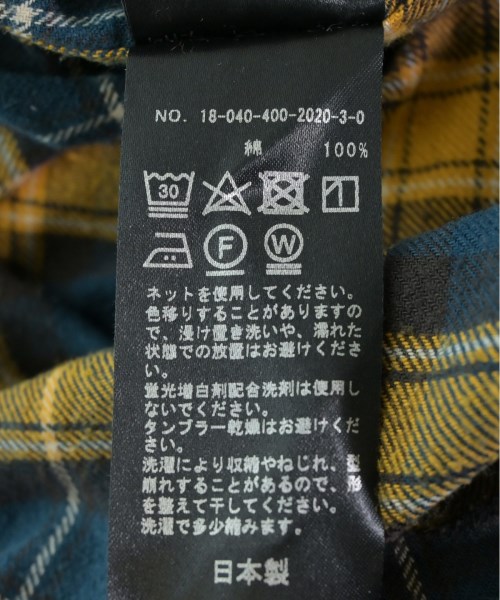 NO. 18-040-400-2020-3-0
綿 100%
30
F W
ネットを使用してください。
色移りすることがありますの
で、浸け置き洗いや、濡れた
状態での放置はお避けくださ
い。
蛍光増白剤配合洗剤は使用し
ないでください。
タンブラー乾燥はお避けくだ
さい。
洗濯により収縮やねじれ、型
崩れすることがあるので、形
を整えて干してください。
洗濯で多少縮みます。
日本製